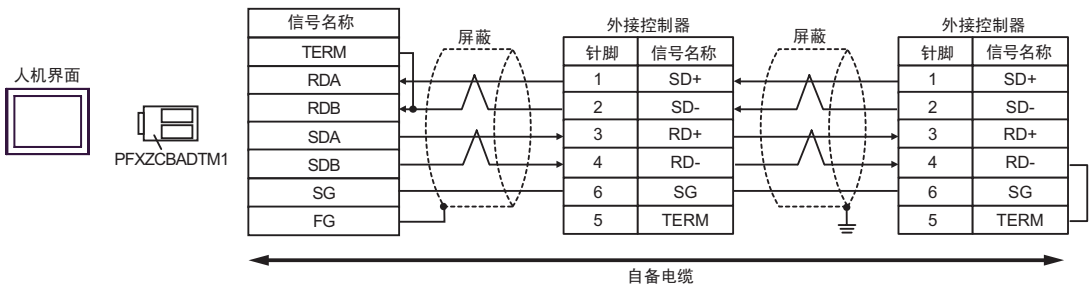 人机界面
PFXZCBADTM1
信号名称
TERM
RDA
RDB
SDA
SDB
SG
FG
屏蔽
外接控制器
针脚 信号名称
1 SD+
2 SD-
3 RD+
4 RD-
6 SG
5 TERM
屏蔽
外接控制器
针脚 信号名称
1 SD+
2 SD-
3 RD+
4 RD-
6 SG
5 TERM
自备电缆